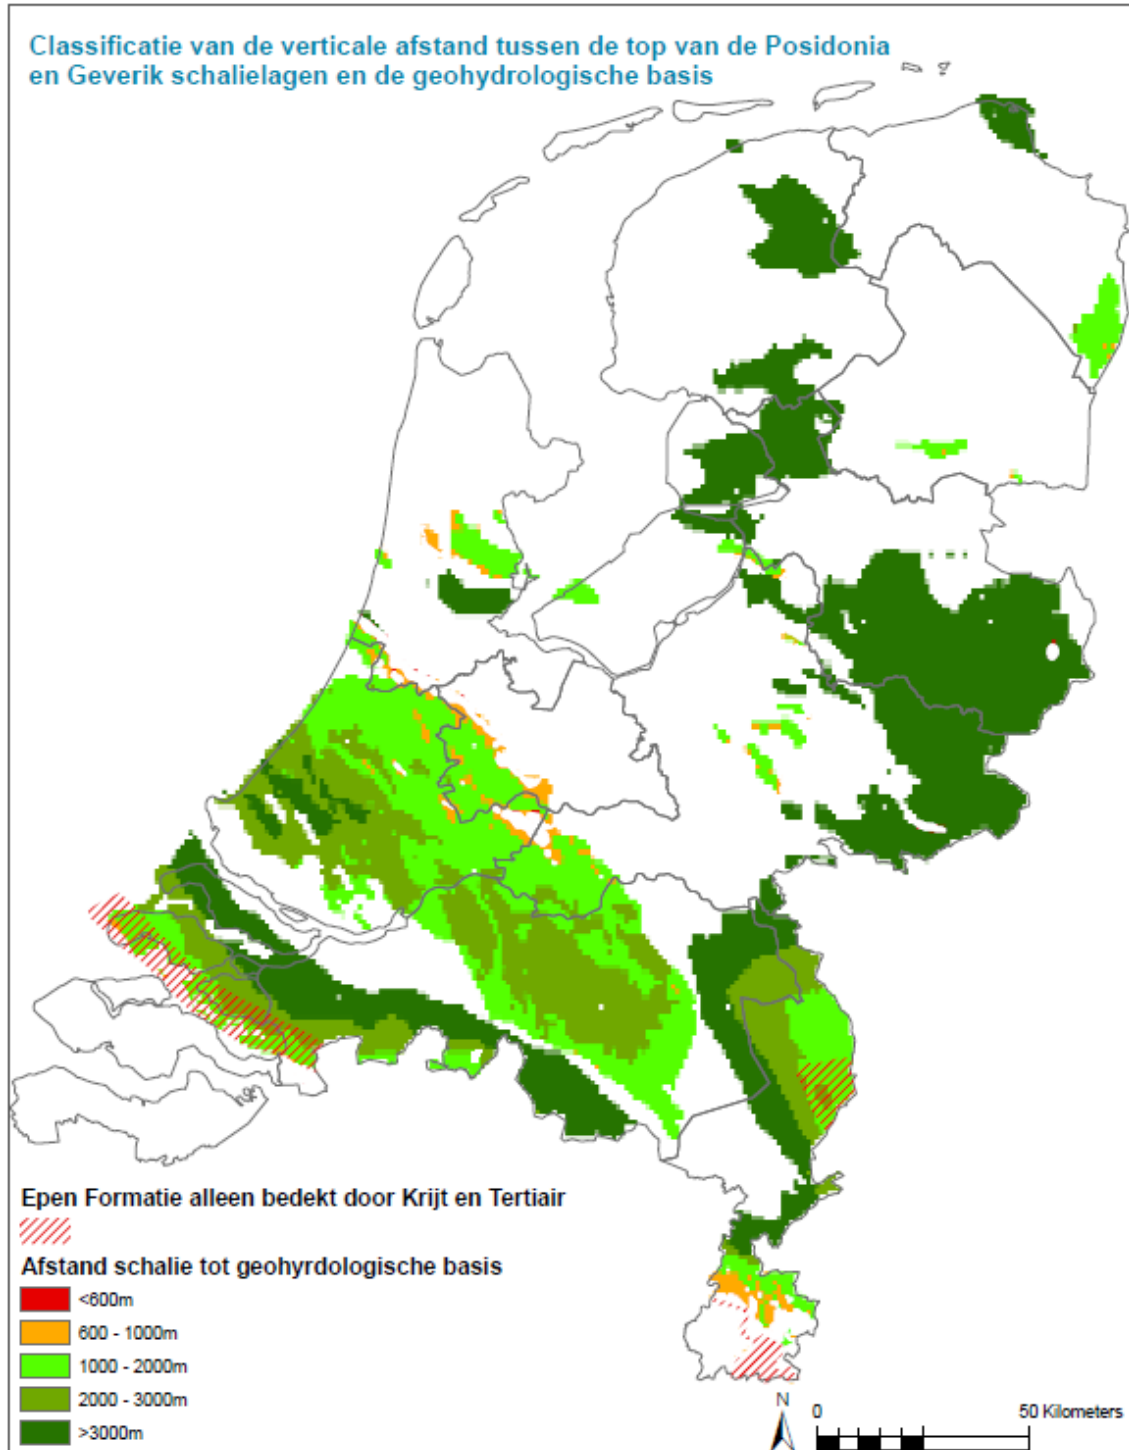 Classificatie van de verticale afstand tussen de top van de Posidonia
en Geverik schalielagen en de geohydrologische basis
Epen Formatie alleen bedekt door Krijt en Tertiair
Afstand schalie tot geohyrdologische basis
<600m
600 - 1000m
1000 - 2000m
2000 - 3000m
>3000m
N
0 50 Kilometers